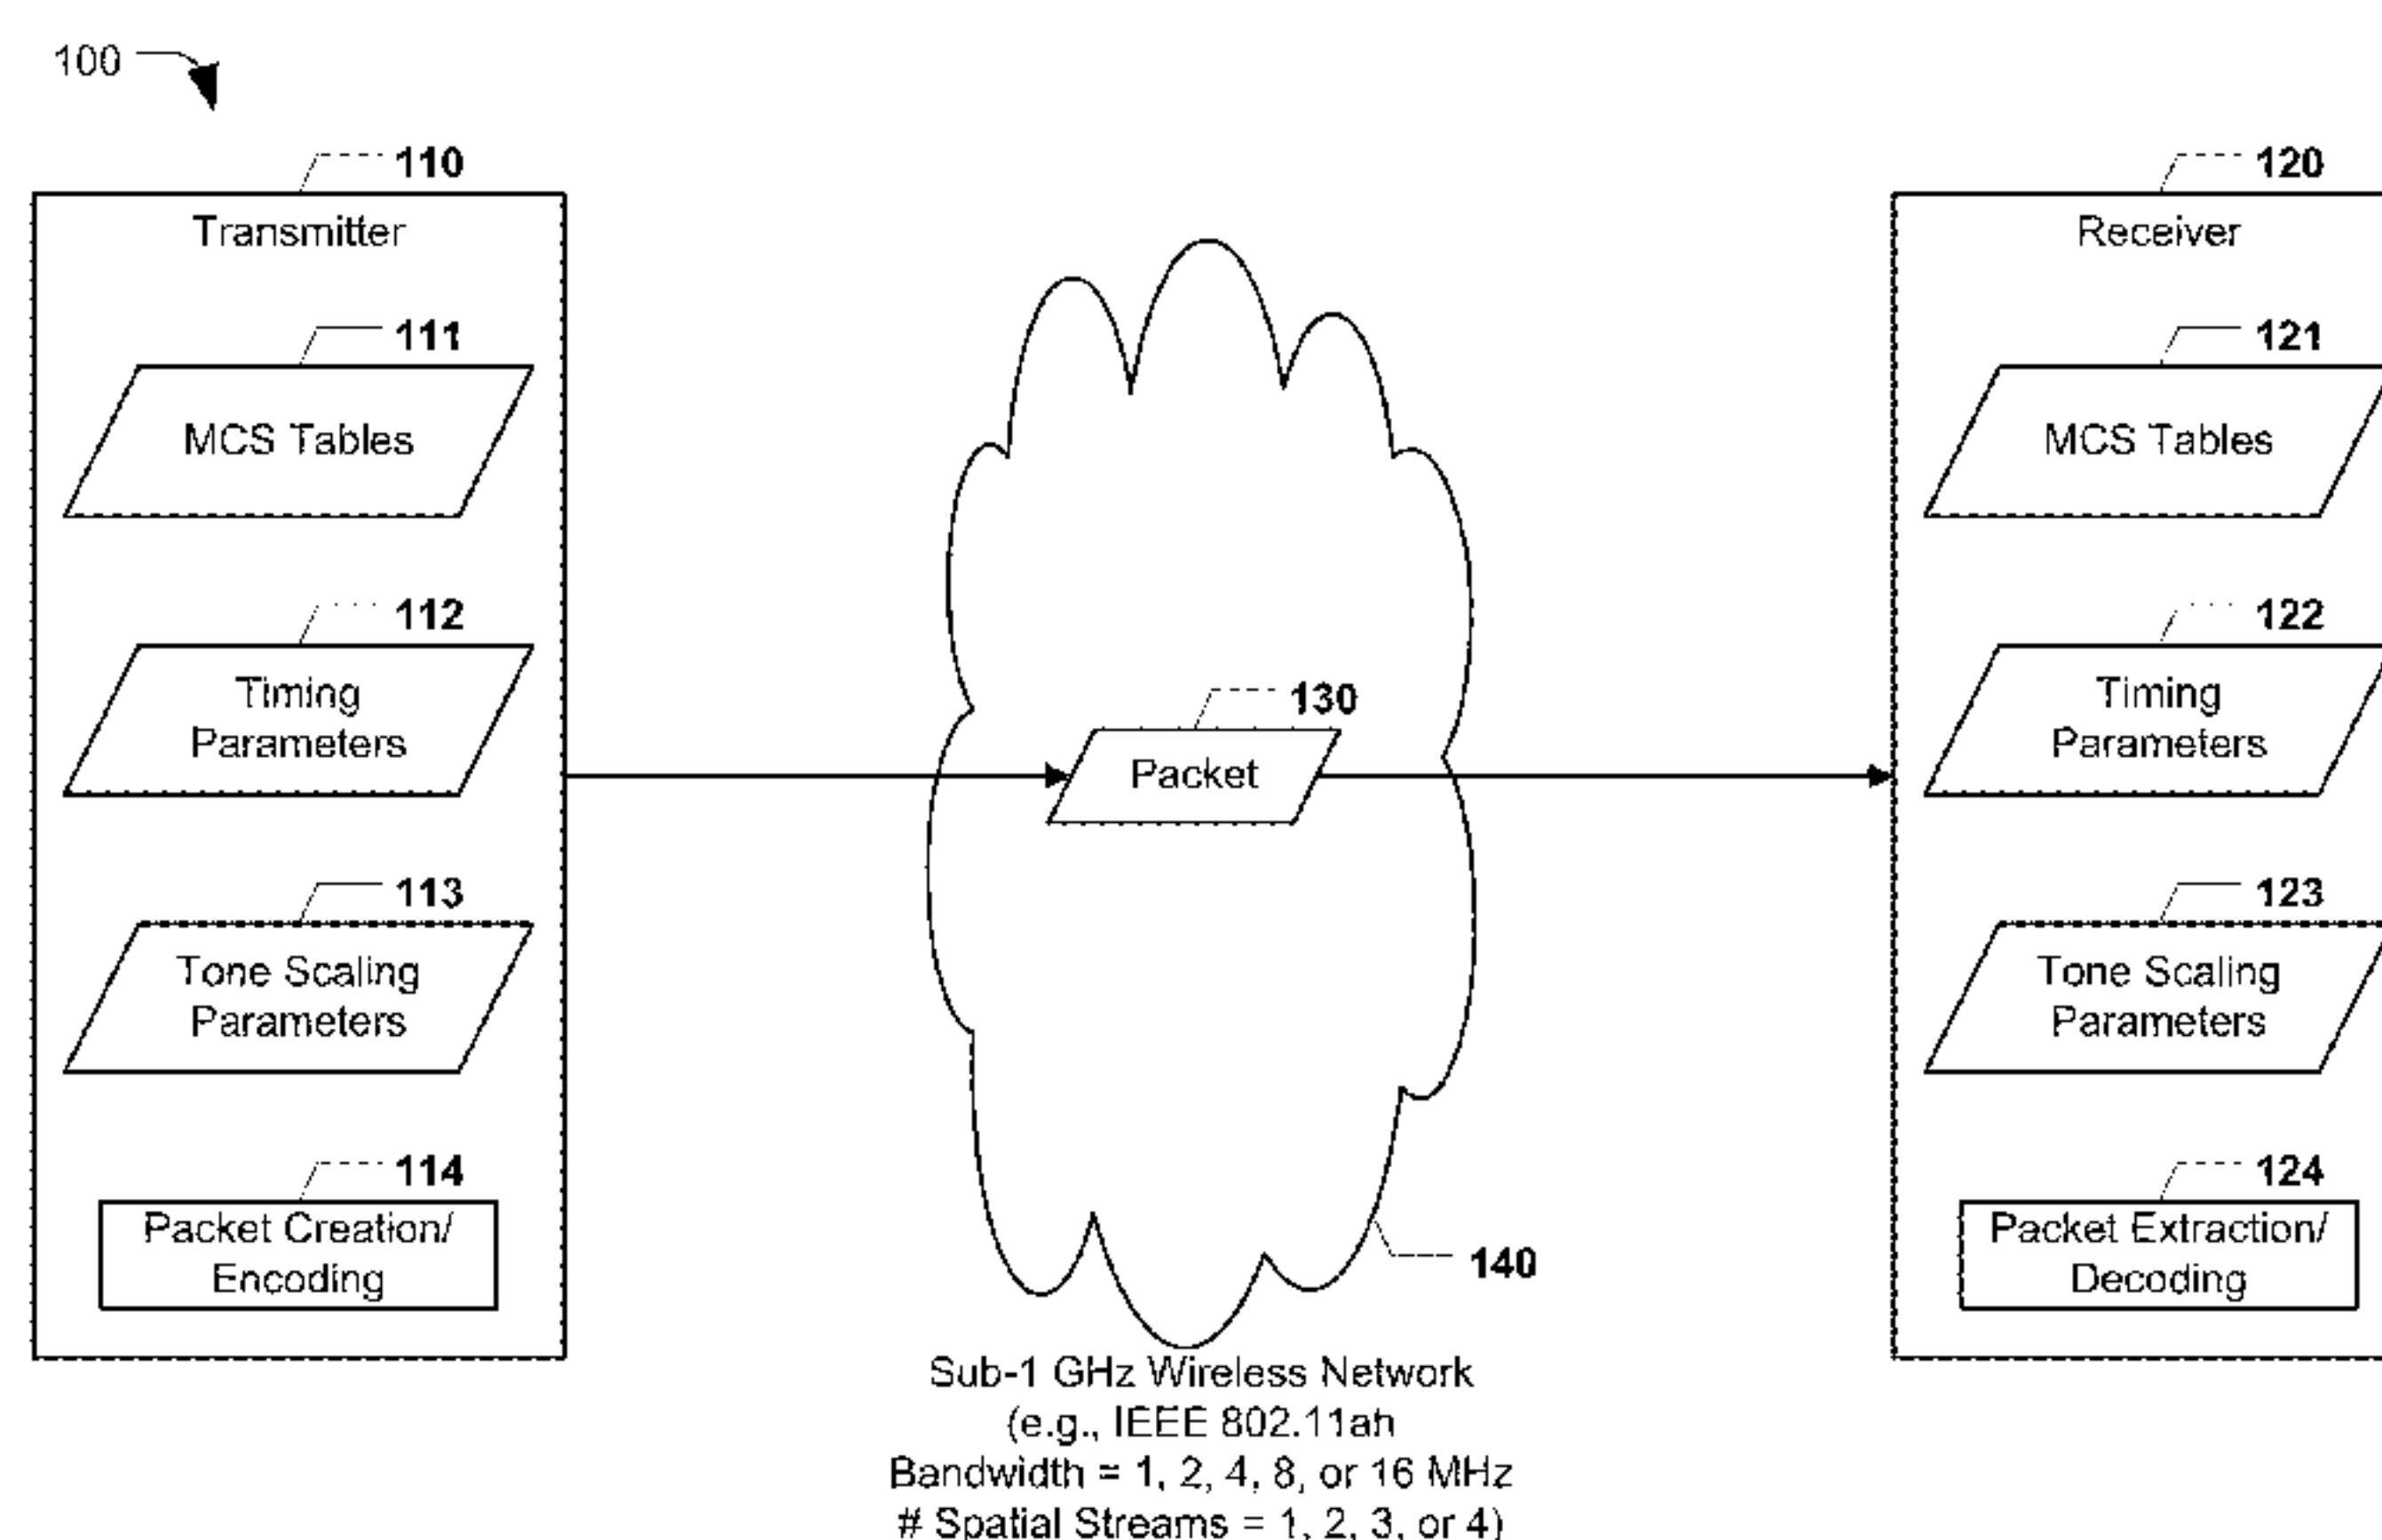 100
110
Transmitter
111
MCS Tables
112
Timing
Parameters
113
Tone Scaling
Parameters
114
Packet Creation/
Encoding
130
Packet
140
Sub-1 GHz Wireless Network
(e.g., IEEE 802.11ah
Bandwidth = 1, 2, 4, 8, or 16 MHz
# Spatial Streams = 1, 2, 3, or 4)
120
Receiver
121
MCS Tables
122
Timing
Parameters
123
Tone Scaling
Parameters
124
Packet Extraction/
Decoding